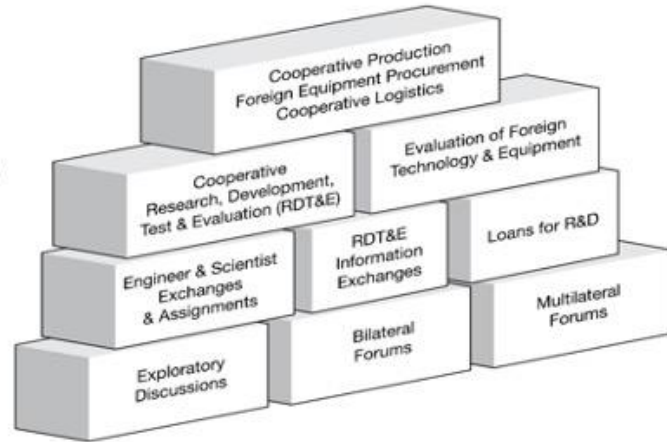 Cooperative Production
Foreign Equipment Procurement
Cooperative Logistics
Cooperative
Research, Development,
Test & Evaluation (RDT&E)
Evaluation of Foreign
Technology & Equipment
Engineer & Scientist
Exchanges
& Assignments
RDT&E
Information
Exchanges
Loans for R&D
Exploratory
Discussions
Bilateral
Forums
Multilateral
Forums